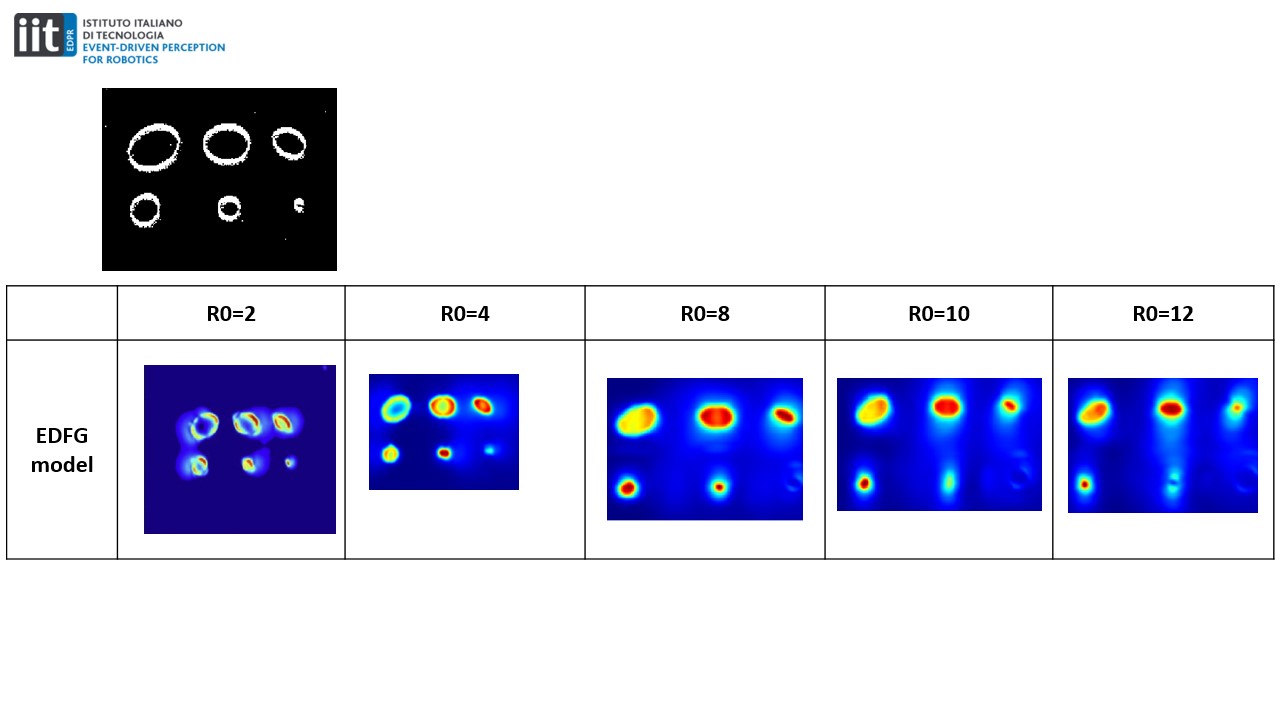 iit
EDPR
ISTITUTO ITALIANO
DI TECNOLOGIA
EVENT-DRIVEN PERCEPTION
FOR ROBOTICS
R0=2
R0=4
R0=8
R0=10
R0=12
EDFG
model